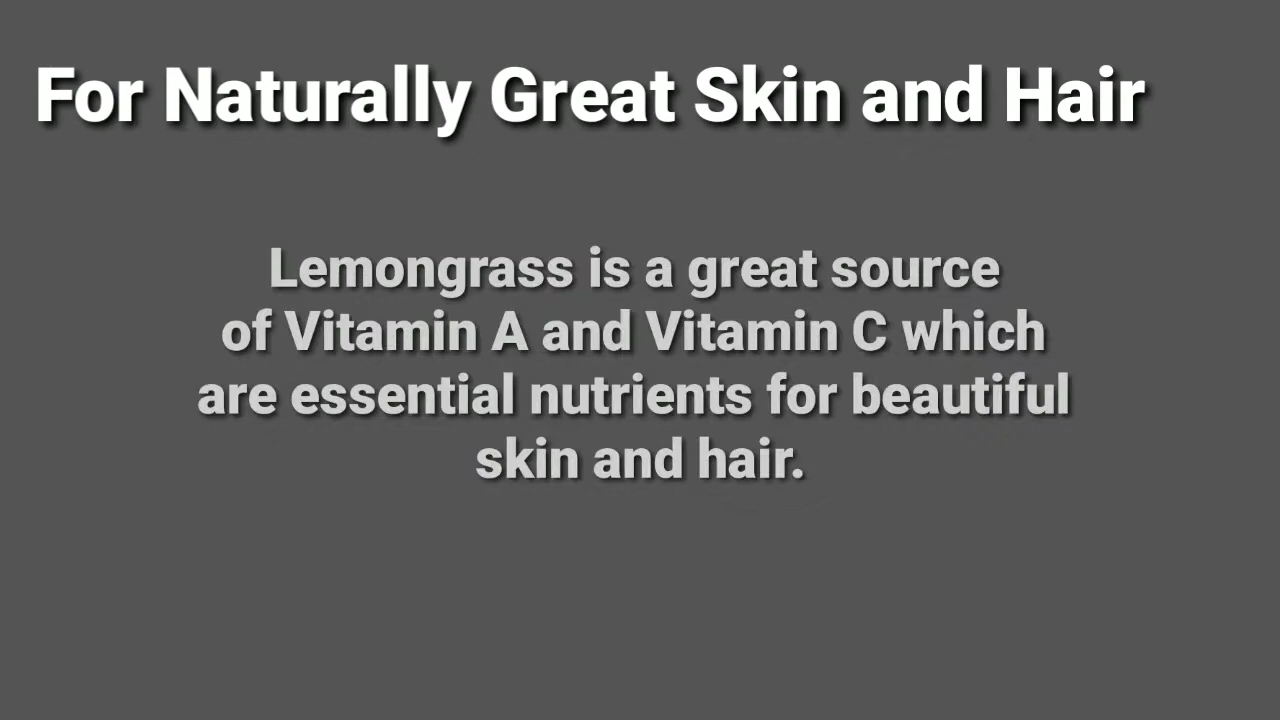 For Naturally Great Skin and Hair
Lemongrass is a great source
of Vitamin A and Vitamin C which
are essential nutrients for beautiful
skin and hair.